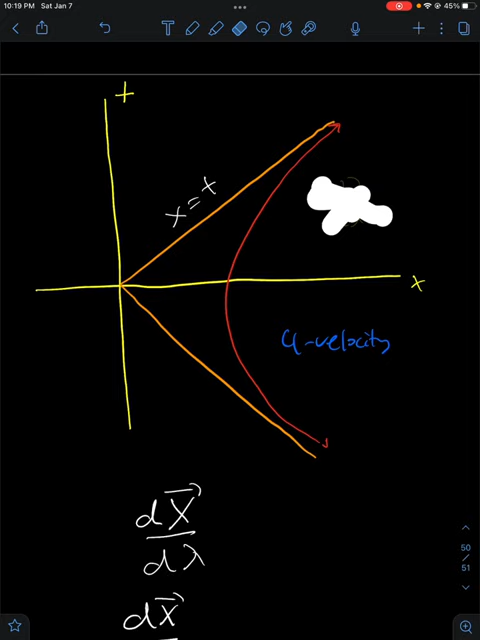 10:19 PM Sat Jan 7
45%
t
x = t
x
4-velocity
50
51
dX
dλ
dX